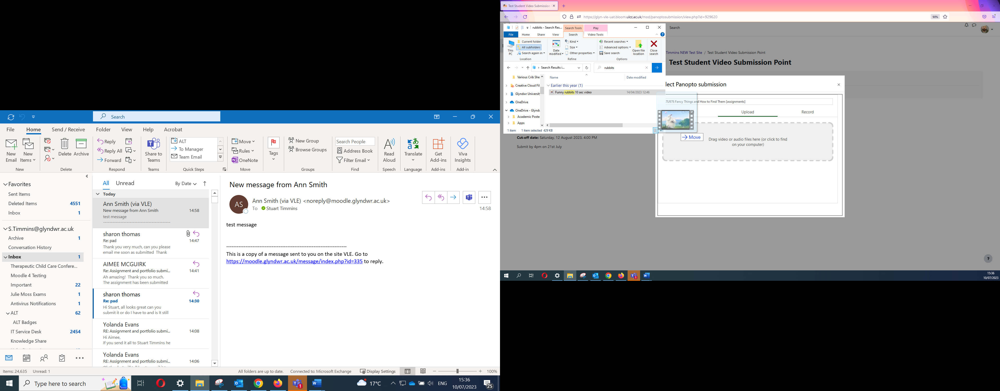 Search
File Home Send / Receive Folder View Help Acrobat
New Email
New Items
Delete
Archive
Reply
Reply All
Forward
Share to Teams
ALT
To Manager
Team Email
Move
Rules
OneNote
Tags
New Group
Browse Groups
Search People
Address Book
Filter Email
Read Aloud
Translate
Get Add-ins
Viva Insights
New Delete Respond Teams Quick Steps Move Groups Find Speech Language Add-ins Add-in
Favorites
Sent Items
Deleted Items 4551
Inbox 1
S.Timmins@glyndwr.ac.uk
Archive 1
Conversation History
Inbox 1
Therapeutic Child Care Confere...
Moodle 4 Testing
Important 22
Julie Moss Exams 1
Antivirus Notifications 1
ALT 62
ALT Badges
IT Service Desk 2454
Knowledge Share
All Unread By Date
Today
Ann Smith (via VLE)
New message from Ann Smith 14:58
test message
sharon thomas
Re: pad 14:47
Thank you very much, can you please
email me soon as submitted Thank
AIMEE MCGUIRK
Re: Assignment and portfolio submi... 14:41
Ah amazing! Thank you so much.
The assignment has been submitted
sharon thomas
Re: pad 14:30
Hi Stuart, all looks great can you
submit it or do I have to and is It still
Yolanda Evans
RE: Assignment and portfolio submi... 14:08
Hi Aimee,
If you send it all to Stuart Timmins he
Yolanda Evans
RE: Assignment and portfolio submi... 14:06
New message from Ann Smith
AS
Ann Smith (via VLE) <noreply@moodle.glyndwr.ac.uk>
To Stuart Timmins 14:58
test message
---------------------------------------------------------------------
This is a copy of a message sent to you on the site VLE. Go to
https://moodle.glyndwr.ac.uk/message/index.php?id=335 to reply.
Items: 24,635 Unread: 1 All folders are up to date. Connected to: Microsoft Exchange Display Settings 100%
Type here to search 17°C ENG 15:36
10/07/2023 25
Test Student Video Submission
https://glyn-vle-uat.bloom.ulcc.ac.uk/mod/panoptosubmission/view.php?id=929620 90%
rubbits - Search Res... Search Tools Play
File Home Share View Search Video Tools
This PC
Current folder
All subfolders
Search again in
Date modified
Kind
Size
Other properties
Recent searches
Advanced options
Save search
Open file location
Close search
Location Refine Options
Search Results i... rubbits
Various Crib She
Creative Cloud Fil
Glyndwr Universit
OneDrive
OneDrive - Glynd
Academic Poste
Apps
Name Date modified
Earlier this year (1)
Funny rubbits 10 sec video 14/04/2023 12:46
1 item 1 item selected 429 KB
Search
Timmins NEW Test Site / Test Student Video Submission Point
Test Student Video Submission Point
lect Panopto submission
TU976 Fancy Things and How to Find Them [assignments]
Upload Record
Move
Drag video or audio files here (or click to find
on your computer)
Cut-off date: Saturday, 12 August 2023, 4:00 PM
Submit by 4pm on 21st July
15:36
10/07/2023